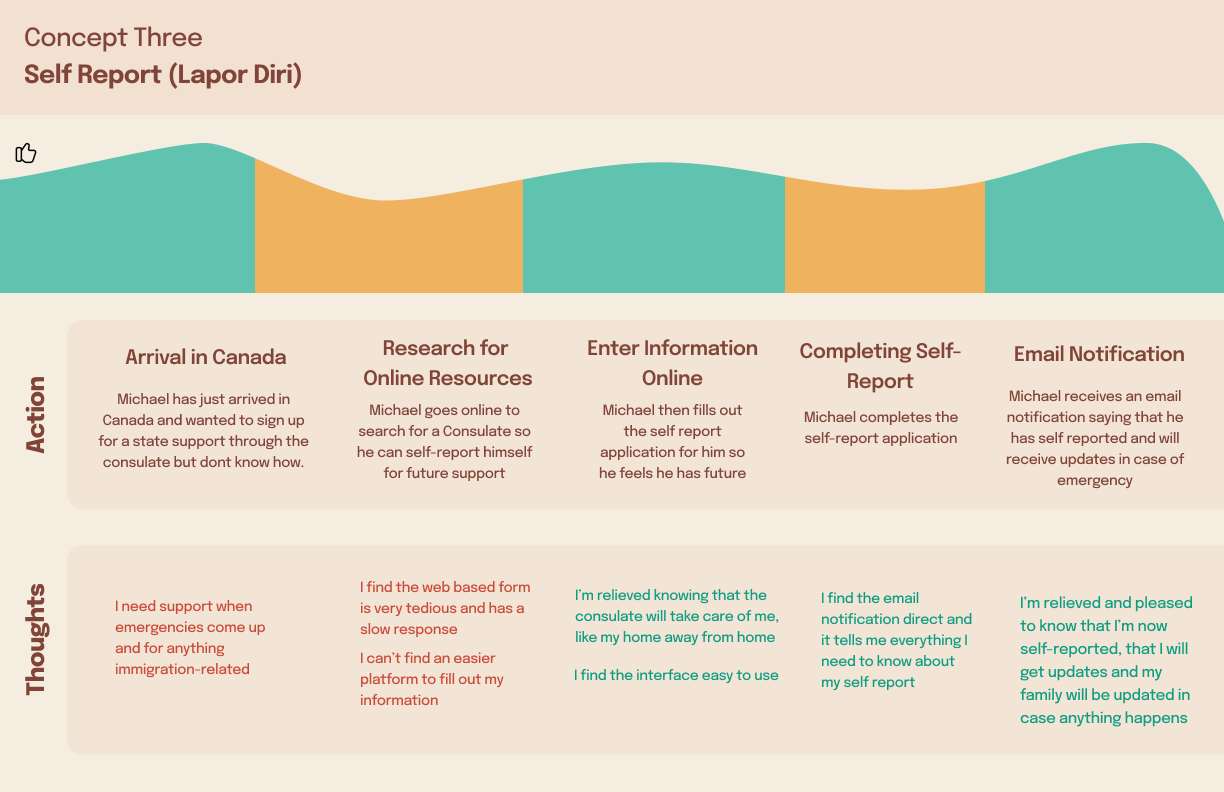 Concept Three
Self Report (Lapor Diri)
Action
Arrival in Canada
Michael has just arrived in
Canada and wanted to sign up
for a state support through the
consulate but dont know how.
Research for
Online Resources
Michael goes online to
search for a Consulate so
he can self-report himself
for future support
Enter Information
Online
Michael then fills out
the self report
application for him so
he feels he has future
Completing Self-
Report
Michael completes the
self-report application
Email Notification
Michael receives an email
notification saying that he
has self reported and will
receive updates in case of
emergency
Thoughts
I need support when
emergencies come up
and for anything
immigration-related
I find the web based form
is very tedious and has a
slow response
I can't find an easier
platform to fill out my
information
I'm relieved knowing that the
consulate will take care of me,
like my home away from home
I find the interface easy to use
I find the email
notification direct and
it tells me everything I
need to know about
my self report
I'm relieved and pleased
to know that I'm now
self-reported, that I will
get updates and my
family will be updated in
case anything happens